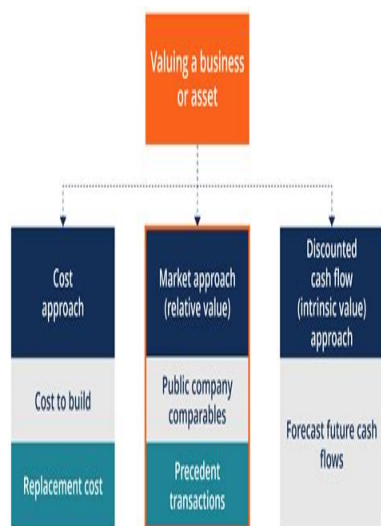 Valuing a business
or asset
Cost
approach
Cost to build
Replacement cost
Market approach
(relative value)
Public company
comparables
Precedent
transactions
Discounted
cash flow
(intrinsic value)
approach
Forecast future cash
flows